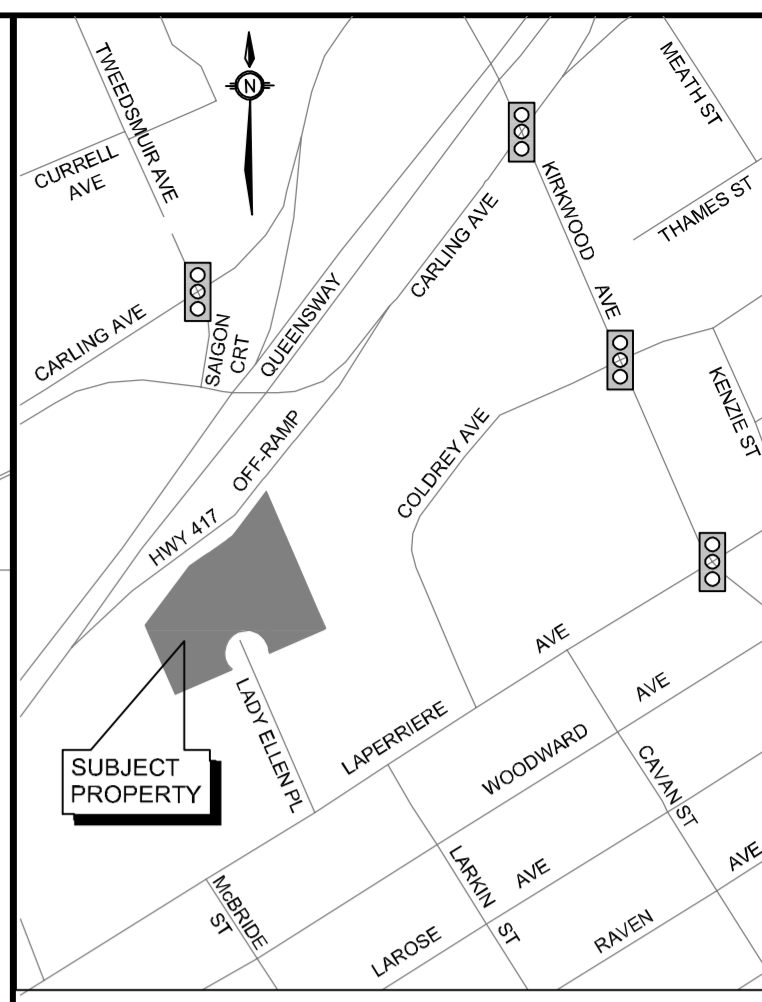 TWEEDSMUIR AVE
MEATH ST
N
CURRELL
AVE
KIRKWOOD
AVE
THAMES ST
CARLING AVE
CARLING AVE
SAIGON
CRT
QUEENSWAY
KENZIE ST
COLDREY AVE
OFF-RAMP
HWY 417
AVE
LAPERRIERE
LADY ELLEN PL
AVE
WOODWARD
SUBJECT
PROPERTY
CAVAN ST
AVE
LARKIN
ST
AVE
McBRIDE
ST
LAROSE
RAVEN